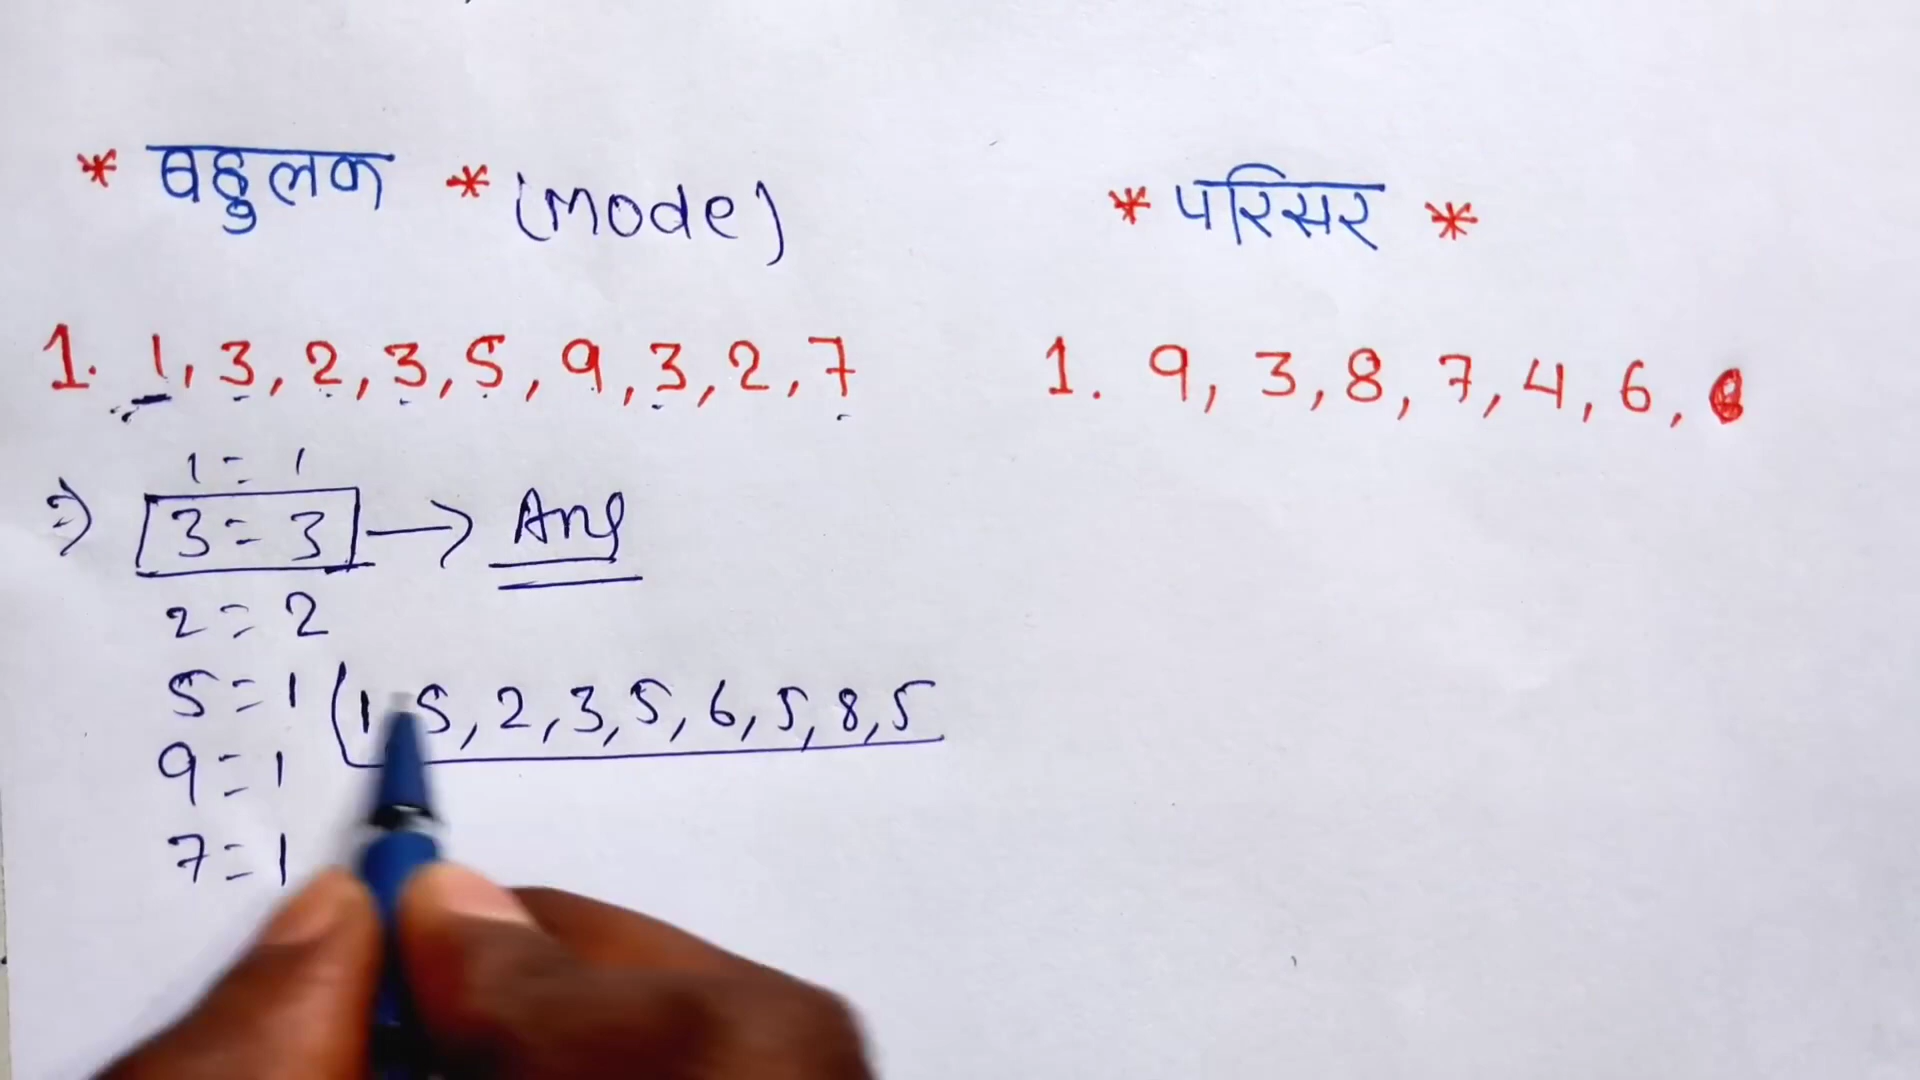 * बहुलक * (Mode)
1. 1, 3, 2, 3, 5, 9, 3, 2, 7
1 = 1
⇒ 3 = 3 → Ans
2 = 2
5 = 1
9 = 1
7 = 1
(1, 5, 2, 3, 5, 6, 5, 8, 5
* परिसर *
1. 9, 3, 8, 7, 4, 6,